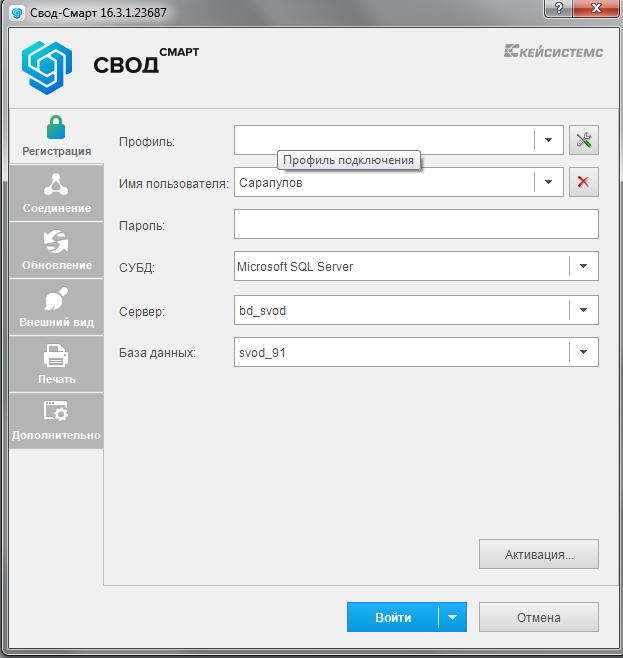 Свод-Смарт 16.3.1.23687
?
СВОД СМАРТ
КЕЙСИСТЕМС
Регистрация
Соединение
Обновление
Внешний вид
Печать
Дополнительно
Профиль:
Профиль подключения
Имя пользователя: Сарапулов
Пароль:
СУБД: Microsoft SQL Server
Сервер: bd_svod
База данных: svod_91
Активация...
Войти
Отмена